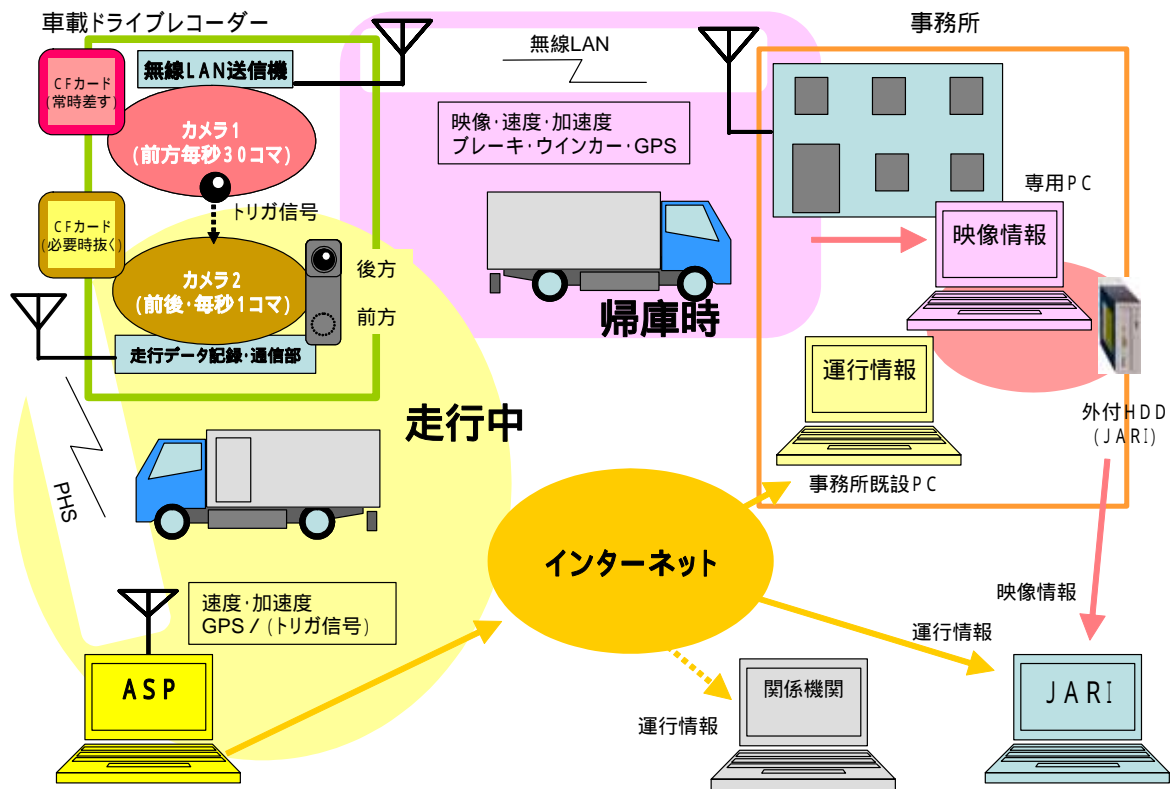 車載ドライブレコーダー
無線LAN
事務所
CFカード
(常時差す)
無線LAN送信機
カメラ1
(前方毎秒30コマ)
映像・速度・加速度
ブレーキ・ウインカー・GPS
トリガ信号
専用PC
CFカード
(必要時抜く)
映像情報
カメラ2
(前後・毎秒1コマ)
後方
前方
帰庫時
走行データ記録・通信部
運行情報
走行中
外付HDD
(JARI)
PHS
事務所既設PC
インターネット
速度・加速度
GPS/(トリガ信号)
映像情報
運行情報
ASP
関係機関
JARI
運行情報